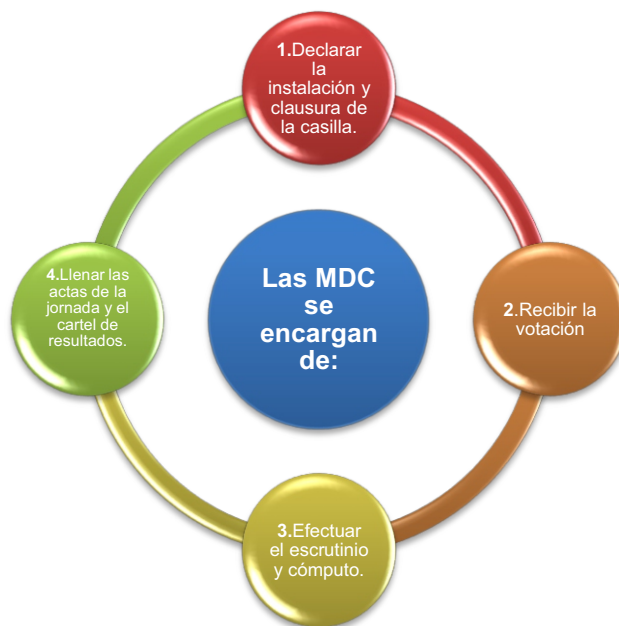 1.Declarar
la
instalación y
clausura de
la casilla.
Las MDC
se
encargan
de:
2.Recibir la
votación
3.Efectuar
el escrutinio
y cómputo.
4.Llenar las
actas de la
jornada y el
cartel de
resultados.